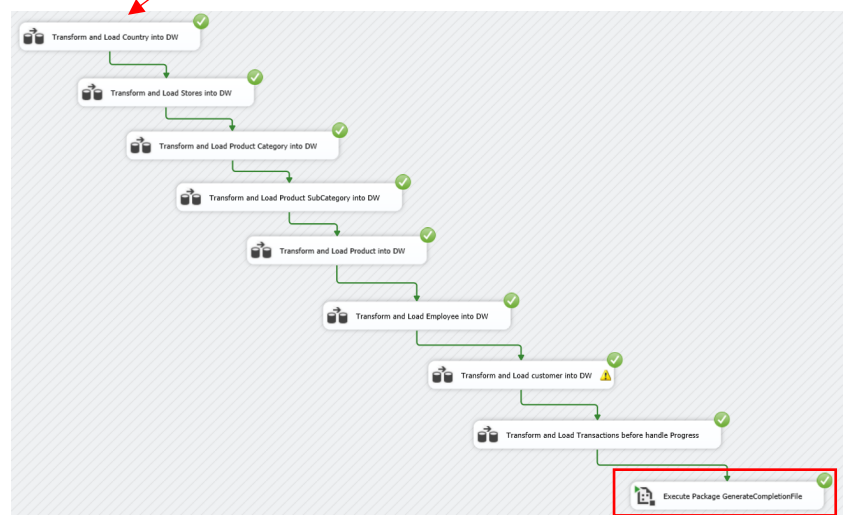 Transform and Load Country into DW
Transform and Load Stores into DW
Transform and Load Product Category into DW
Transform and Load Product SubCategory into DW
Transform and Load Product into DW
Transform and Load Employee into DW
Transform and Load customer into DW
Transform and Load Transactions before handle Progress
Execute Package GenerateCompletionFile